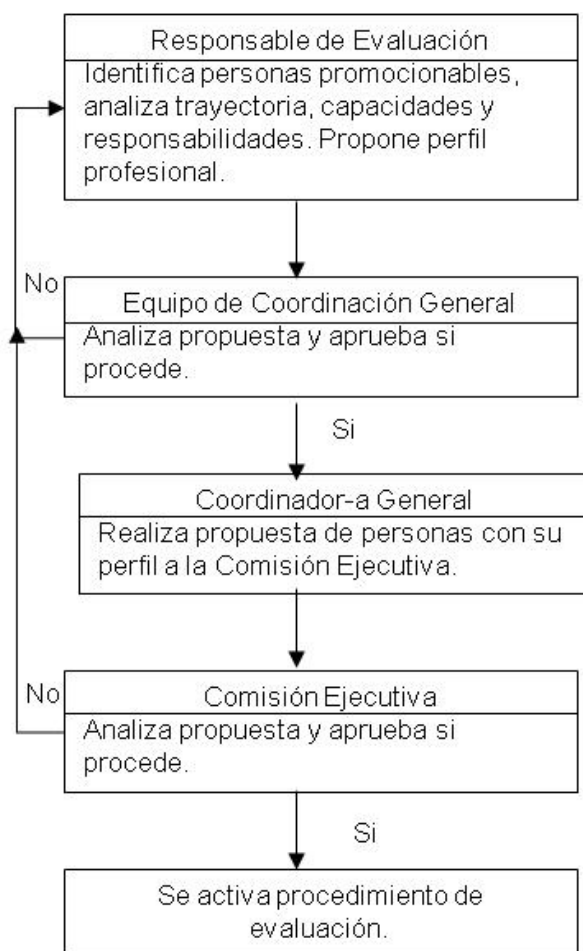 Responsable de Evaluación
Identifica personas promocionables,
analiza trayectoria, capacidades y
responsabilidades. Propone perfil
profesional.
No
Equipo de Coordinación General
Analiza propuesta y aprueba si
procede.
Si
Coordinador-a General
Realiza propuesta de personas con su
perfil a la Comisión Ejecutiva.
No
Comisión Ejecutiva
Analiza propuesta y aprueba si
procede.
Si
Se activa procedimiento de
evaluación.